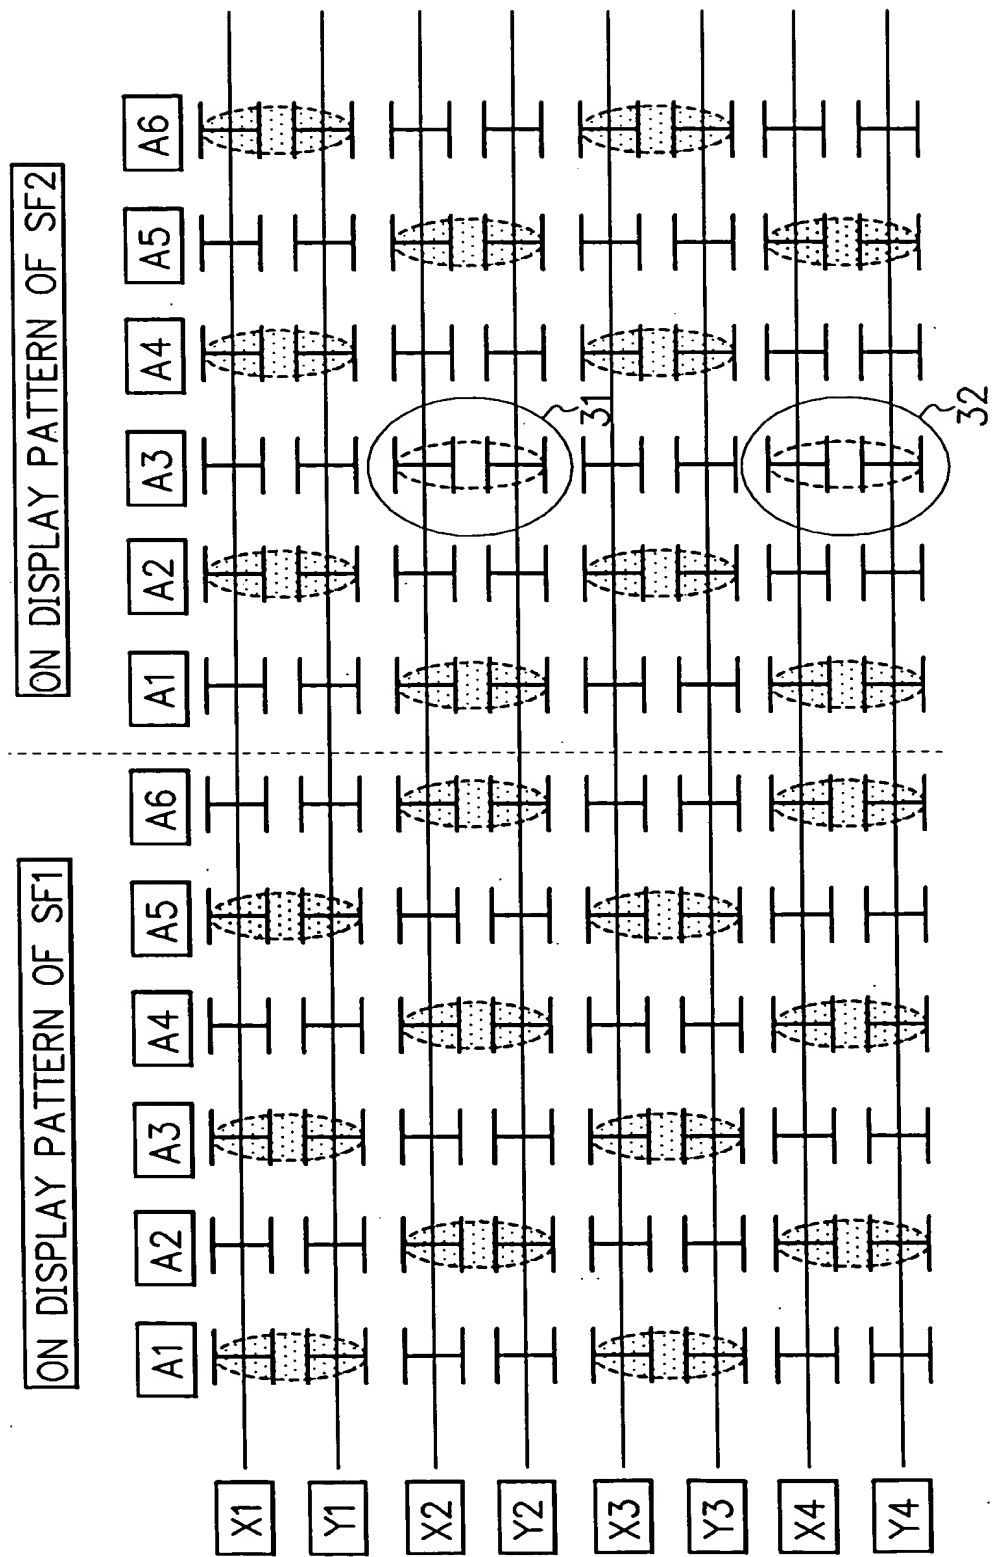 ON DISPLAY PATTERN OF SF1
ON DISPLAY PATTERN OF SF2
A1 A2 A3 A4 A5 A6 A1 A2 A3 A4 A5 A6
X1
Y1
X2
Y2
31
X3
Y3
X4
Y4
32